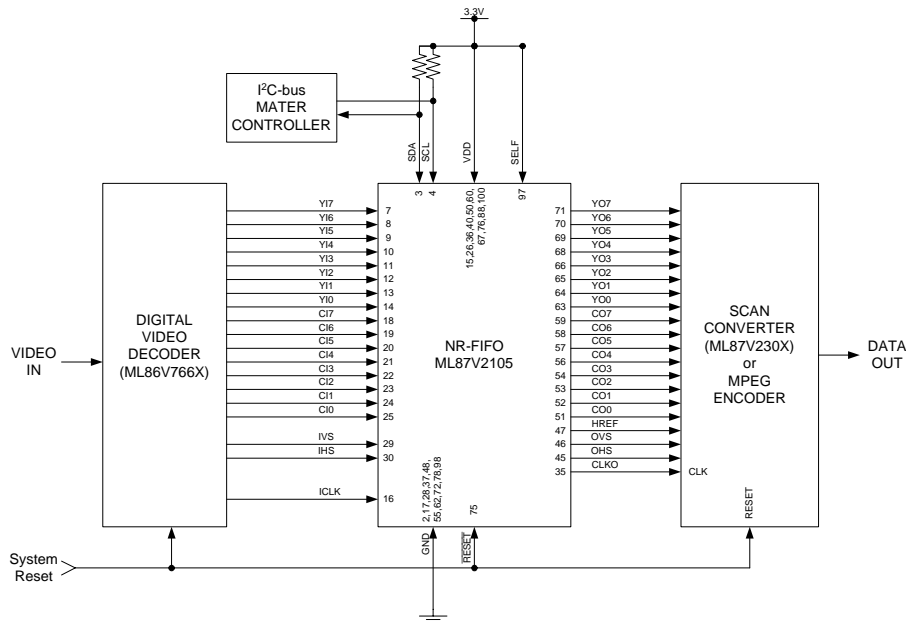 3.3V
I²C-bus
MATER
CONTROLLER
SDA
SCL
VDD
SELF
3
4
15,26,36,40,50,60,
67,76,88,100
97
VIDEO
IN
DIGITAL
VIDEO
DECODER
(ML86V766X)
YI7
YI6
YI5
YI4
YI3
YI2
YI1
YI0
CI7
CI6
CI5
CI4
CI3
CI2
CI1
CI0
IVS
IHS
ICLK
7
8
9
10
11
12
13
14
18
19
20
21
22
23
24
25
29
30
16
NR-FIFO
ML87V2105
71
70
69
68
66
65
64
63
59
58
57
56
54
53
52
51
47
46
45
35
YO7
YO6
YO5
YO4
YO3
YO2
YO1
YO0
CO7
CO6
CO5
CO4
CO3
CO2
CO1
CO0
HREF
OVS
OHS
CLKO
CLK
SCAN
CONVERTER
(ML87V230X)
or
MPEG
ENCODER
DATA
OUT
2,17,28,37,48,
55,62,72,78,98
75
GND
RESET
RESET
System
Reset